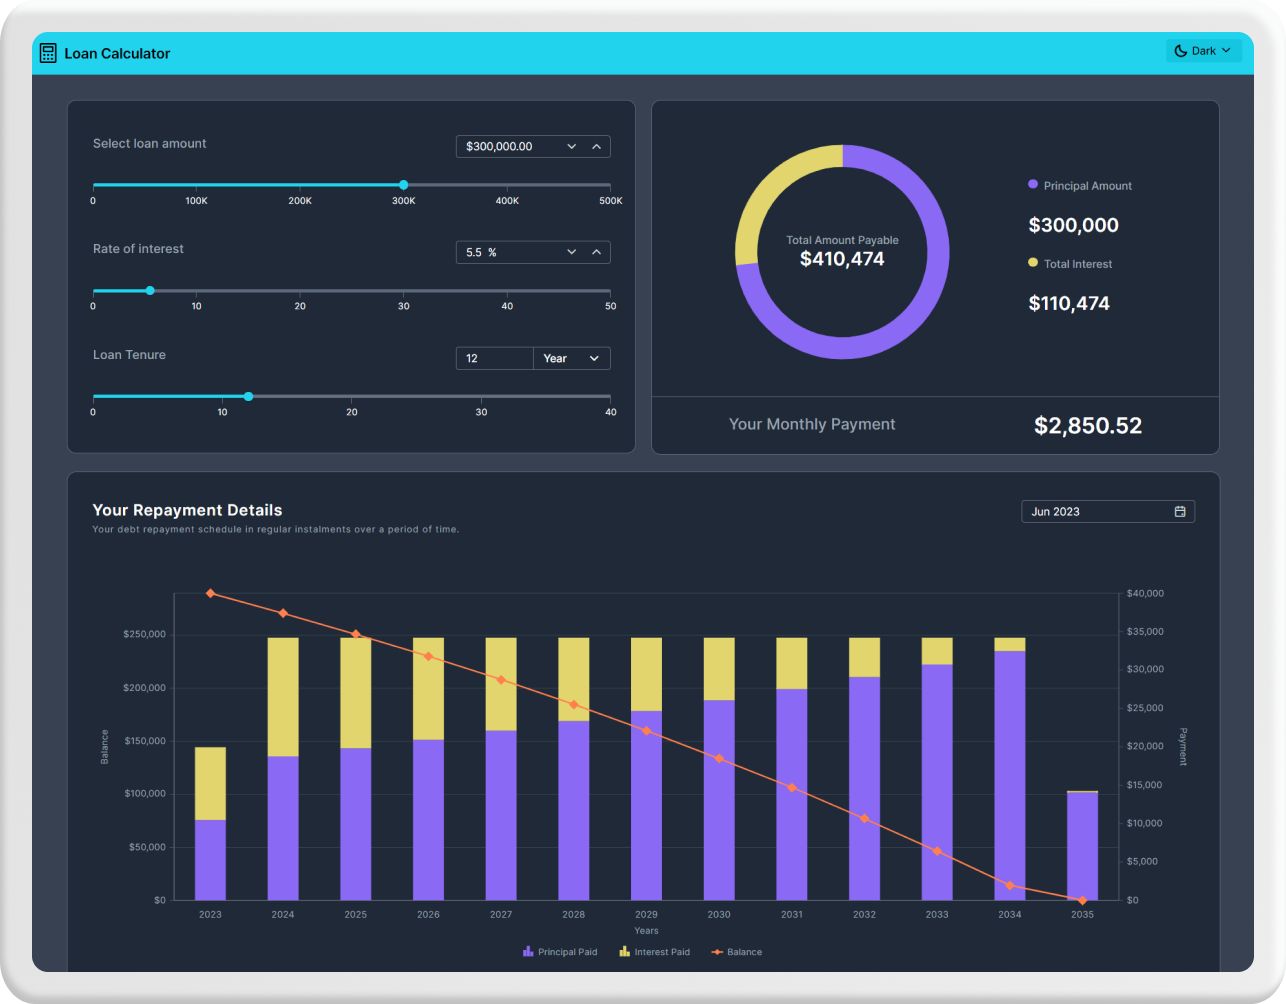 Loan Calculator
Dark
Select loan amount
$300,000.00
0 100K 200K 300K 400K 500K
Rate of interest
5.5 %
0 10 20 30 40 50
Loan Tenure
12 Year
0 10 20 30 40
Total Amount Payable
$410,474
Principal Amount
$300,000
Total Interest
$110,474
Your Monthly Payment
$2,850.52
Your Repayment Details
Your debt repayment schedule in regular instalments over a period of time.
Jun 2023
Balance
$250,000
$200,000
$150,000
$100,000
$50,000
$0
$40,000
$35,000
$30,000
$25,000
$20,000
$15,000
$10,000
$5,000
$0
Payment
2023 2024 2025 2026 2027 2028 2029 2030 2031 2032 2033 2034 2035
Years
Principal Paid Interest Paid Balance